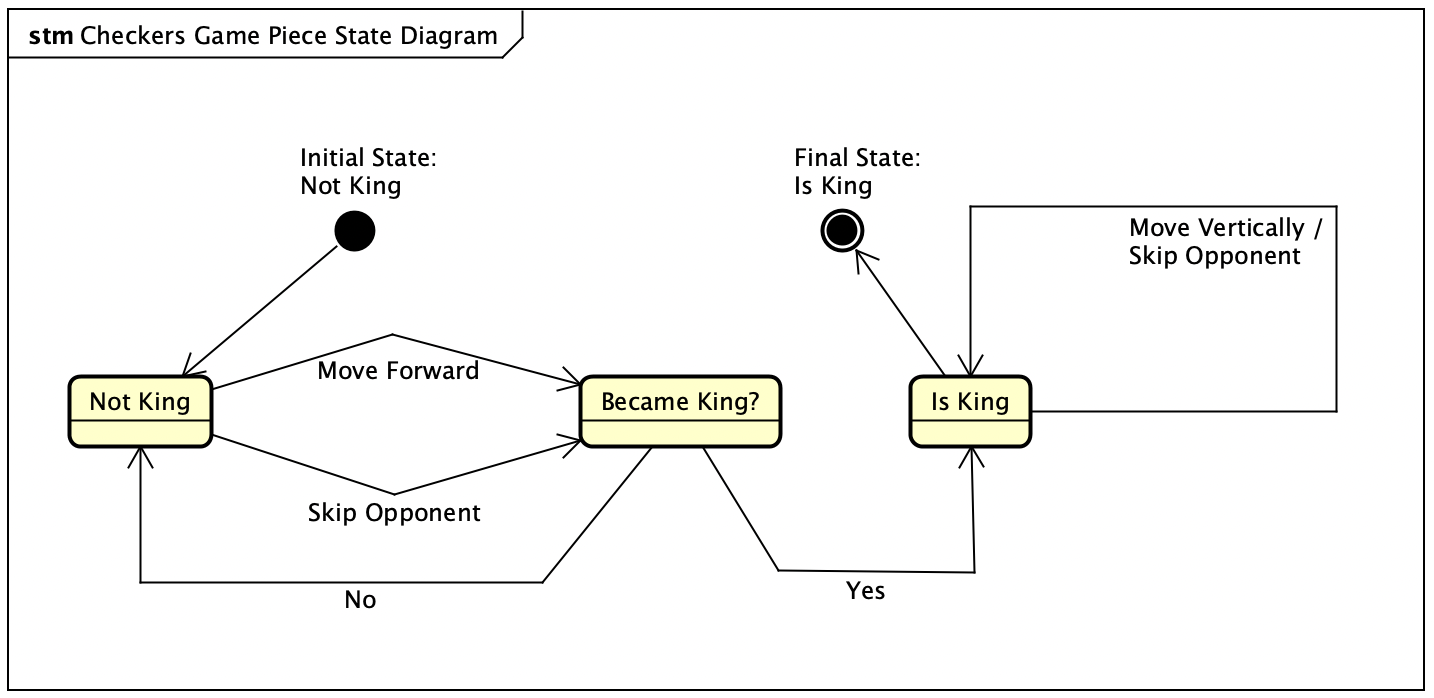 stm Checkers Game Piece State Diagram
Initial State:
Not King
Final State:
Is King
Move Vertically /
Skip Opponent
Move Forward
Not King
Became King?
Is King
Skip Opponent
No
Yes